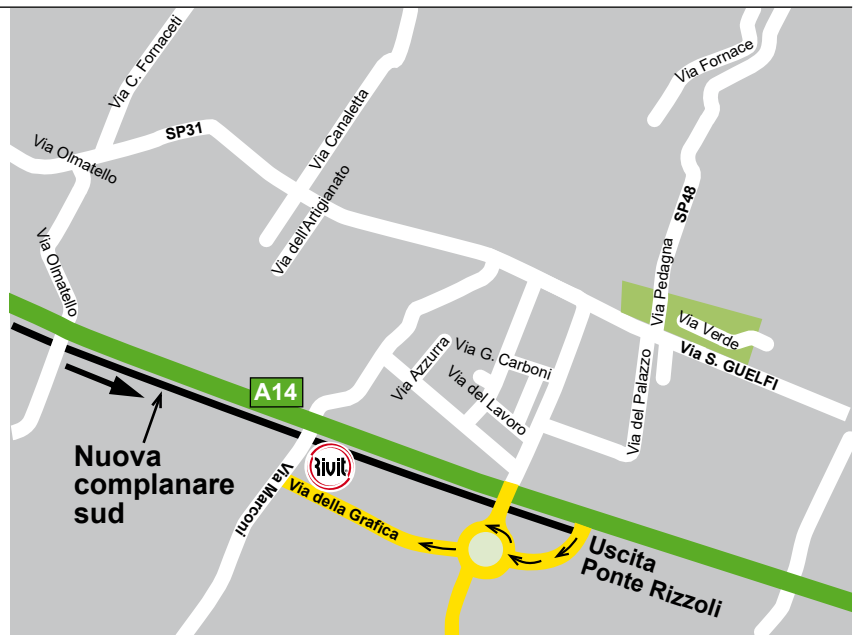 Via C. Fornaceti
Via Fornace
SP31
Via Canaletta
Via Olmatello
SP48
Via dell'Artigianato
Via Olmatello
Via Pedagna
Via Verde
Via Azzurra
Via G. Carboni
Via S. GUELFI
Via del Palazzo
Via del Lavoro
A14
Nuova
complanare
sud
Rivit
Via Marconi
Via della Grafica
Uscita
Ponte Rizzoli